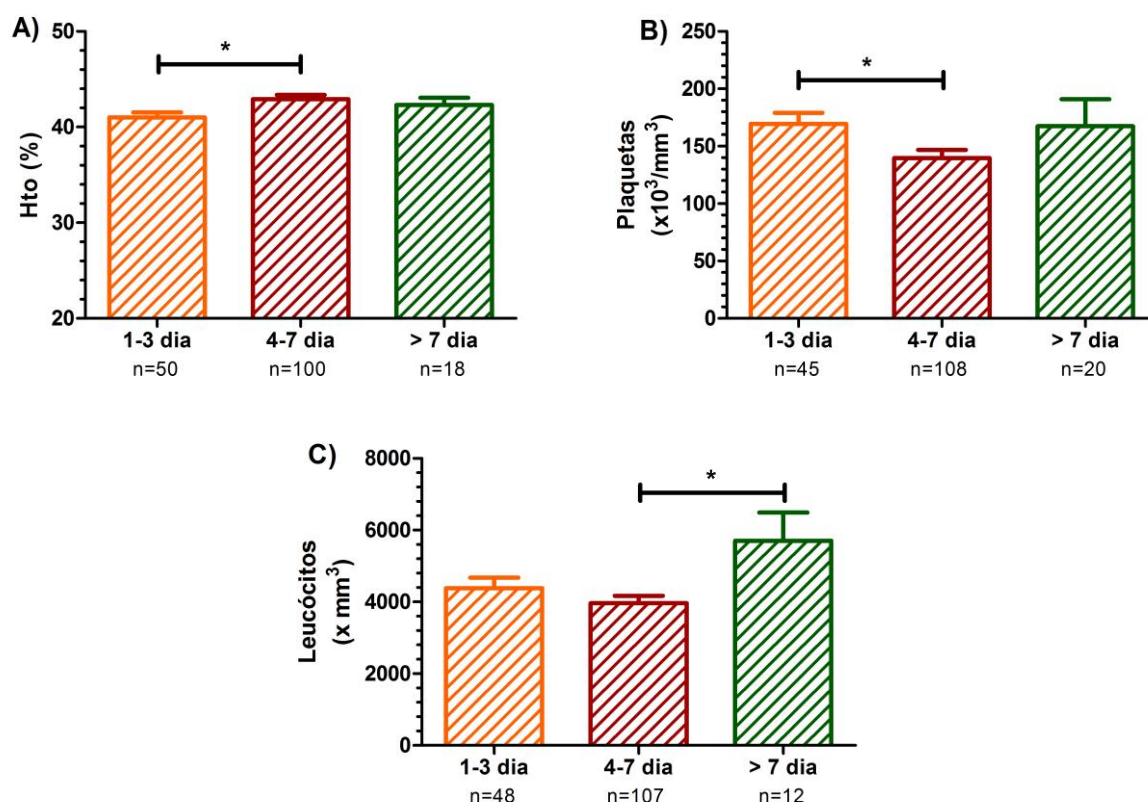 A)
Hto (%)
50
40
30
20
*
1-3 dia
4-7 dia
> 7 dia
n=50
n=100
n=18
B)
Plaquetas
(x10³/mm³)
250
200
150
100
50
0
*
1-3 dia
4-7 dia
> 7 dia
n=45
n=108
n=20
C)
Leucócitos
(x mm³)
8000
6000
4000
2000
0
*
1-3 dia
4-7 dia
> 7 dia
n=48
n=107
n=12